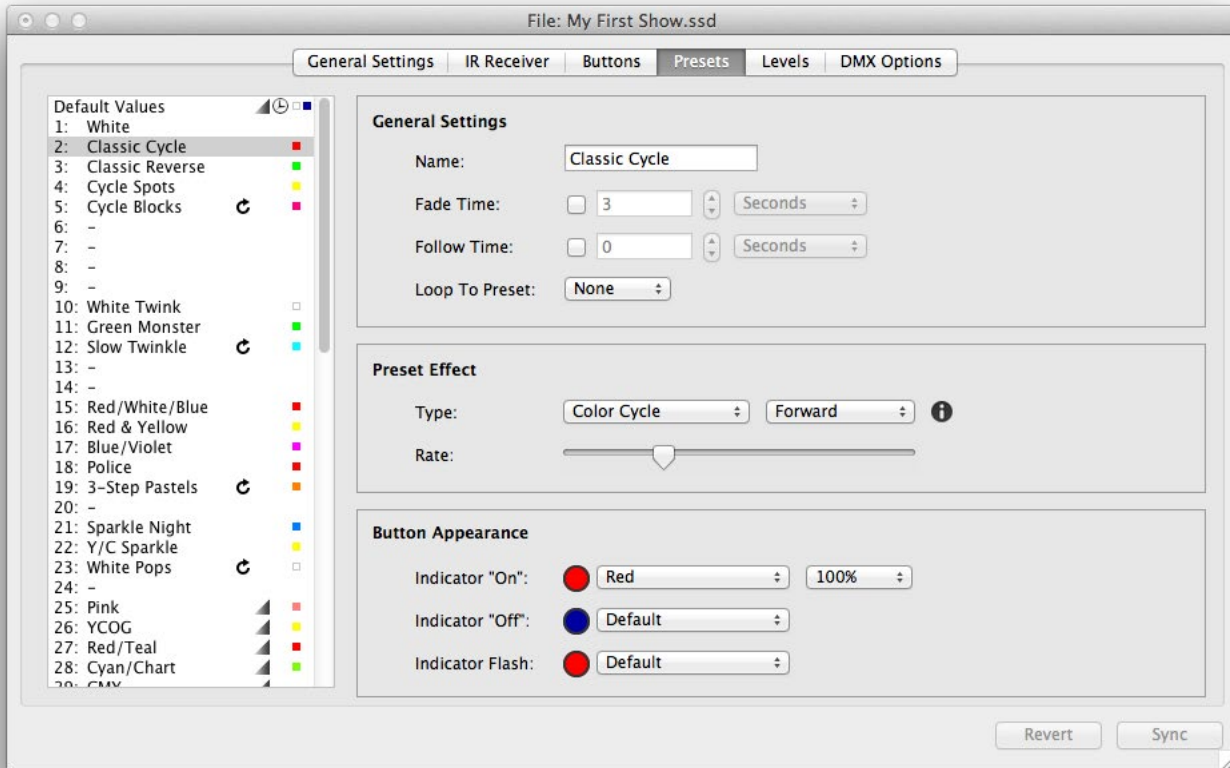 File: My First Show.ssd
General Settings IR Receiver Buttons Presets Levels DMX Options
Default Values
1: White
2: Classic Cycle
3: Classic Reverse
4: Cycle Spots
5: Cycle Blocks
6: –
7: –
8: –
9: –
10: White Twink
11: Green Monster
12: Slow Twinkle
13: –
14: –
15: Red/White/Blue
16: Red & Yellow
17: Blue/Violet
18: Police
19: 3-Step Pastels
20: –
21: Sparkle Night
22: Y/C Sparkle
23: White Pops
24: –
25: Pink
26: YCOG
27: Red/Teal
28: Cyan/Chart
29: CMY
General Settings
Name: Classic Cycle
Fade Time: 3 Seconds
Follow Time: 0 Seconds
Loop To Preset: None
Preset Effect
Type: Color Cycle Forward
Rate:
Button Appearance
Indicator "On": Red 100%
Indicator "Off": Default
Indicator Flash: Default
Revert Sync